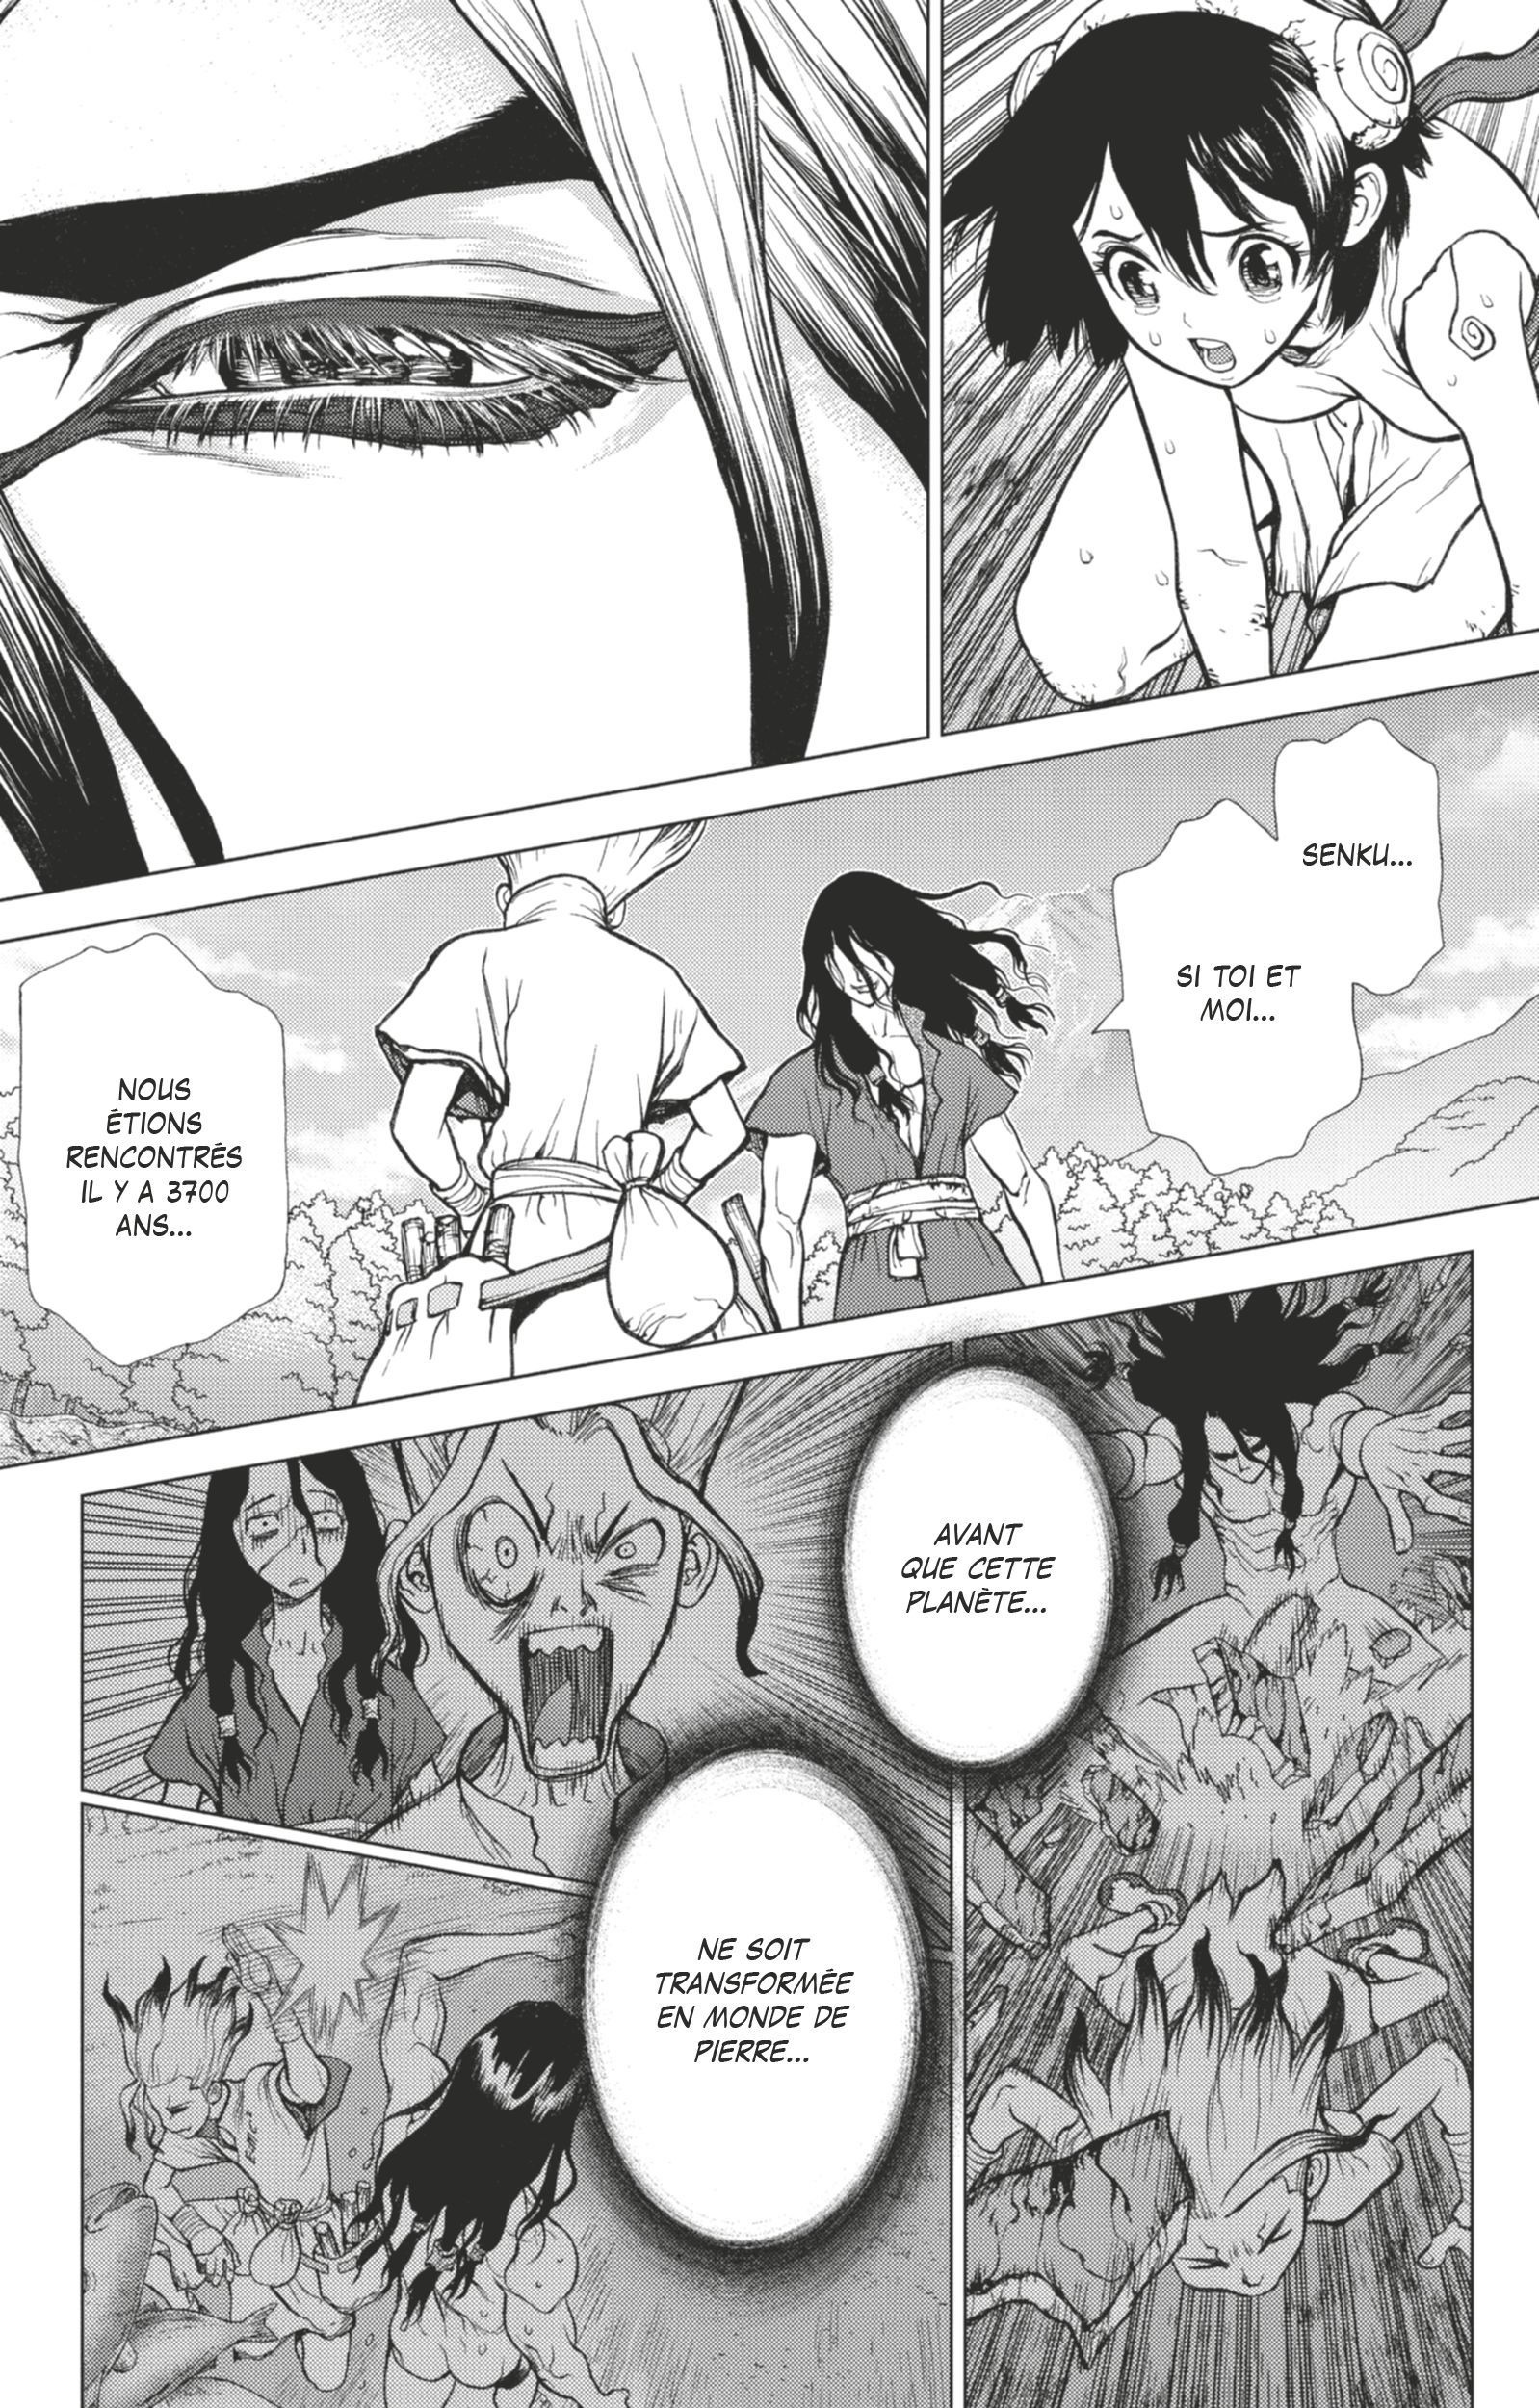 SENKU...
SI TOI ET
MOI...
NOUS
ÉTIONS
RENCONTRÉS
IL Y A 3700
ANS...
AVANT
QUE CETTE
PLANÈTE...
NE SOIT
TRANSFORMÉE
EN MONDE DE
PIERRE...